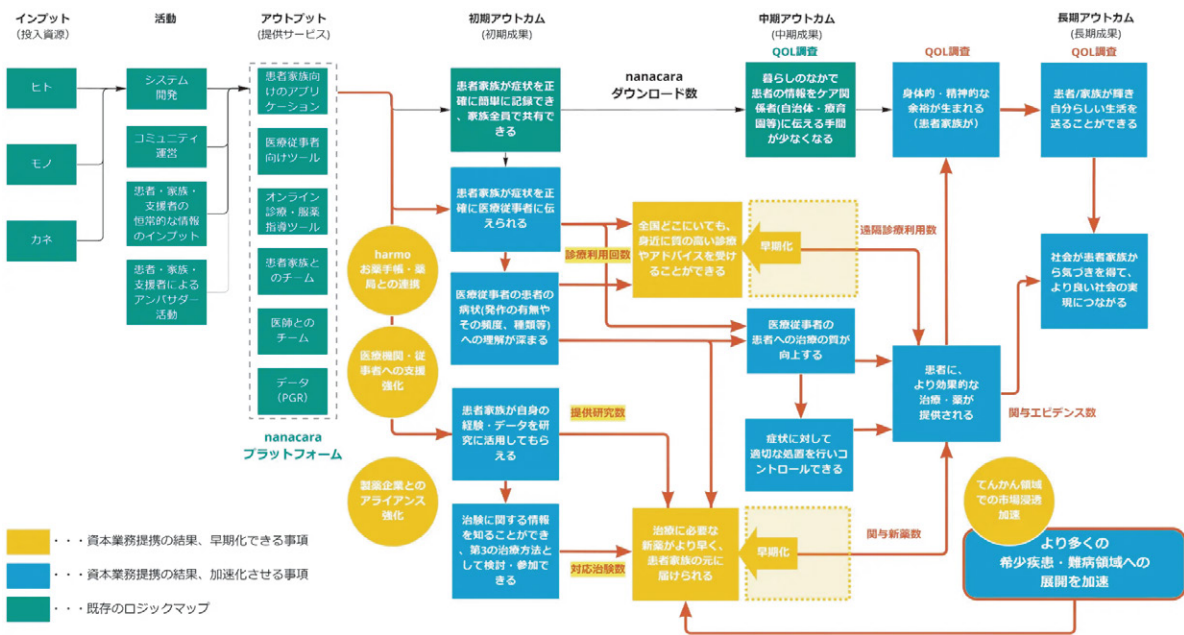 インプット
(投入資源)
活動
アウトプット
(提供サービス)
初期アウトカム
(初期成果)
中期アウトカム
(中期成果)
長期アウトカム
(長期成果)
QOL調査
QOL調査
QOL調査
ヒト
モノ
カネ
システム
開発
コミュニティ
運営
患者・家族・
支援者の
恒常的な情報
のインプット
患者・家族・
支援者による
アンバサダー
活動
患者家族向
けのアプリ
ケーション
医療従事者
向けツール
オンライン
診療・服薬
指導ツール
患者家族と
のチーム
医師との
チーム
データ
(PGR)
nanacara
プラットフォーム
harmo
お薬手帳・薬
局との連携
医療機関・従
事者への支援
強化
製薬企業との
アライアンス
強化
患者家族が症状を正
確に簡単に記録でき
、家族全員で共有で
きる
患者家族が症状を正
確に医療従事者に伝
えられる
医療従事者の患者の
病状(発作の有無や
その頻度、種類等)
への理解が深まる
患者家族が自身の
経験・データを研
究に活用してもら
える
治験に関する情報
を知ることができ
、第3の治療方法と
して検討・参加で
きる
nanacara
ダウンロード数
診療利用回数
提供研究数
対応治験数
全国どこにいても、
身近に質の高い診療
やアドバイスを受け
ることができる
早期化
治療に必要な
新薬がより早く、
患者家族の元に
届けられる
早期化
暮らしのなかで
患者の情報をケア関
係者(自治体・療育
園等)に伝える手間
が少なくなる
医療従事者の
患者への治療の質が
向上する
症状に対して
適切な処置を行いコ
ントロールできる
遠隔診療利用数
関与新薬数
身体的・精神的な
余裕が生まれる
(患者家族が)
患者に、
より効果的な
治療・薬が
提供される
関与エビデンス数
患者/家族が輝き
自分らしい生活を
送ることができる
社会が患者家族
から気づきを得て、
より良い社会の実
現につながる
てんかん領域
での市場浸透
加速
より多くの
希少疾患・難病領域への
展開を加速
・・・資本業務提携の結果、早期化できる事項
・・・資本業務提携の結果、加速化させる事項
・・・既存のロジックマップ